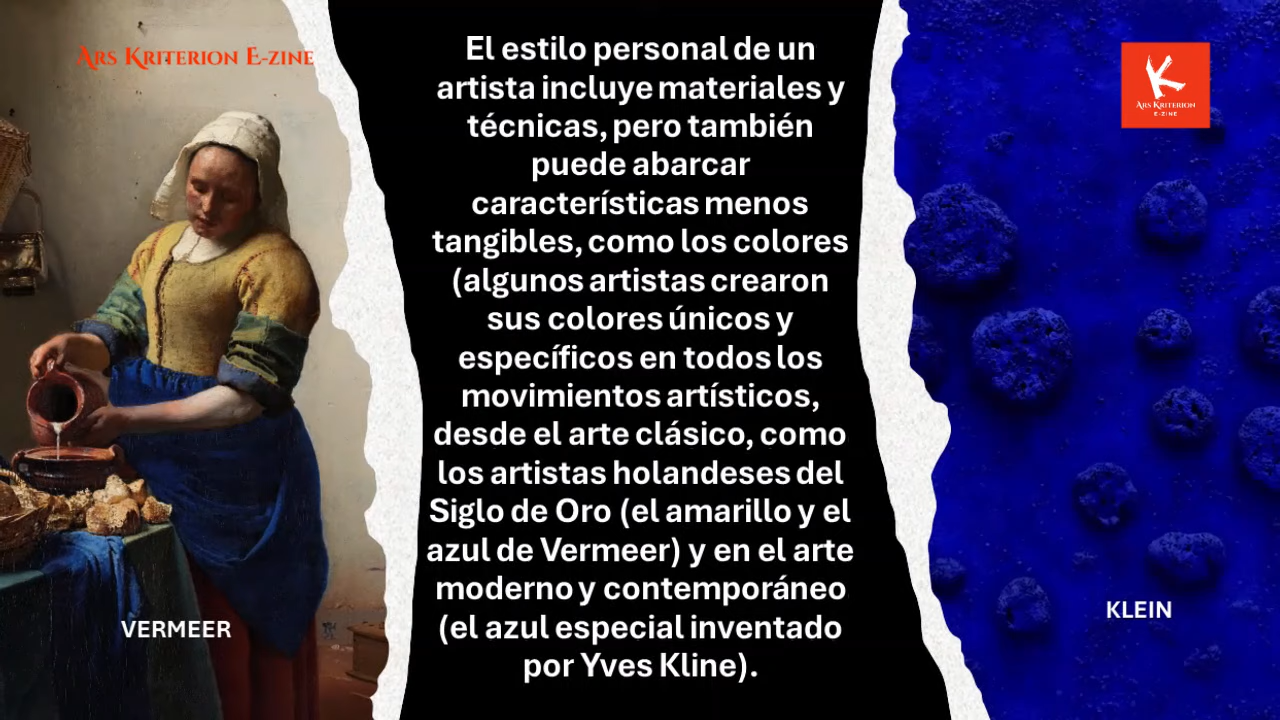 Ars Kriterion E-zine
El estilo personal de un
artista incluye materiales y
técnicas, pero también
puede abarcar
características menos
tangibles, como los colores
(algunos artistas crearon
sus colores únicos y
específicos en todos los
movimientos artísticos,
desde el arte clásico, como
los artistas holandeses del
Siglo de Oro (el amarillo y el
azul de Vermeer) y en el arte
moderno y contemporáneo
(el azul especial inventado
por Yves Kline).
VERMEER
K
Ars Kriterion
E-zine
KLEIN